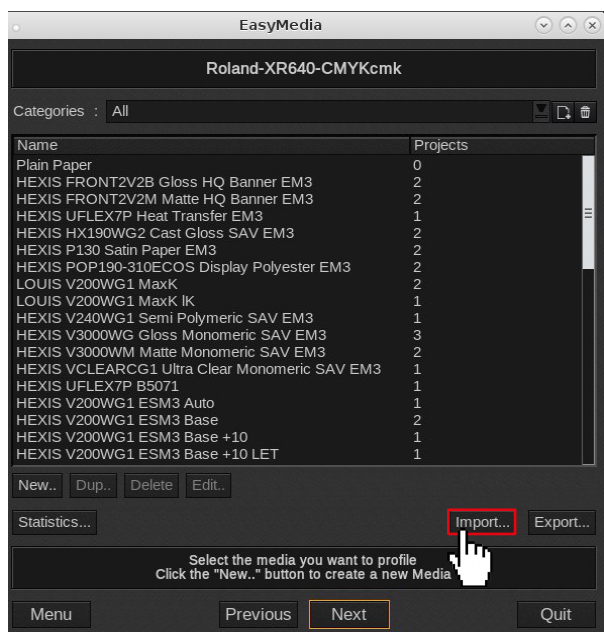 EasyMedia
Roland-XR640-CMYKcmk
Categories : All
Name Projects
Plain Paper 0
HEXIS FRONT2V2B Gloss HQ Banner EM3 2
HEXIS FRONT2V2M Matte HQ Banner EM3 2
HEXIS UFLEX7P Heat Transfer EM3 1
HEXIS HX190WG2 Cast Gloss SAV EM3 2
HEXIS P130 Satin Paper EM3 2
HEXIS POP190-310ECOS Display Polyester EM3 2
LOUIS V200WG1 MaxK 2
LOUIS V200WG1 MaxK lK 1
HEXIS V240WG1 Semi Polymeric SAV EM3 1
HEXIS V3000WG Gloss Monomeric SAV EM3 3
HEXIS V3000WM Matte Monomeric SAV EM3 2
HEXIS VCLEARCG1 Ultra Clear Monomeric SAV EM3 1
HEXIS UFLEX7P B5071 1
HEXIS V200WG1 ESM3 Auto 1
HEXIS V200WG1 ESM3 Base 2
HEXIS V200WG1 ESM3 Base +10 1
HEXIS V200WG1 ESM3 Base +10 LET 1
New.. Dup.. Delete Edit..
Statistics... Import... Export...
Select the media you want to profile
Click the "New.." button to create a new Media
Menu Previous Next Quit